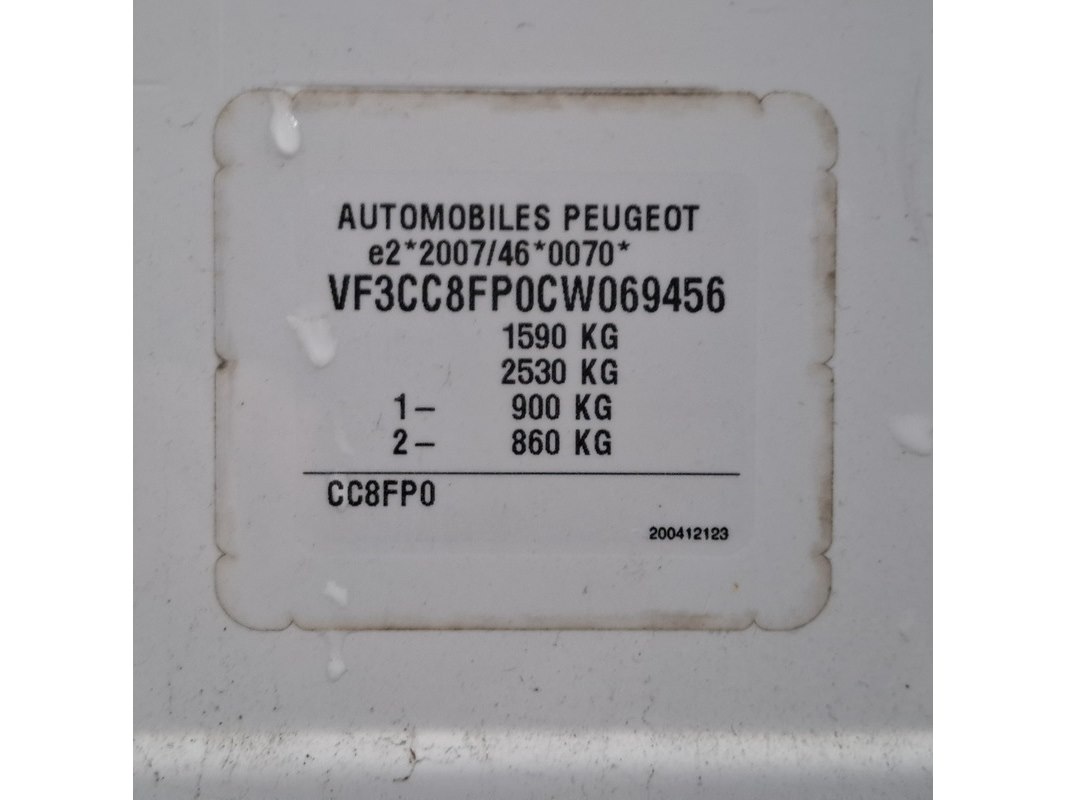 AUTOMOBILES PEUGEOT
e2*2007/46*0070*
VF3CC8FP0CW069456
1590 KG
2530 KG
1- 900 KG
2- 860 KG
CC8FP0
200412123